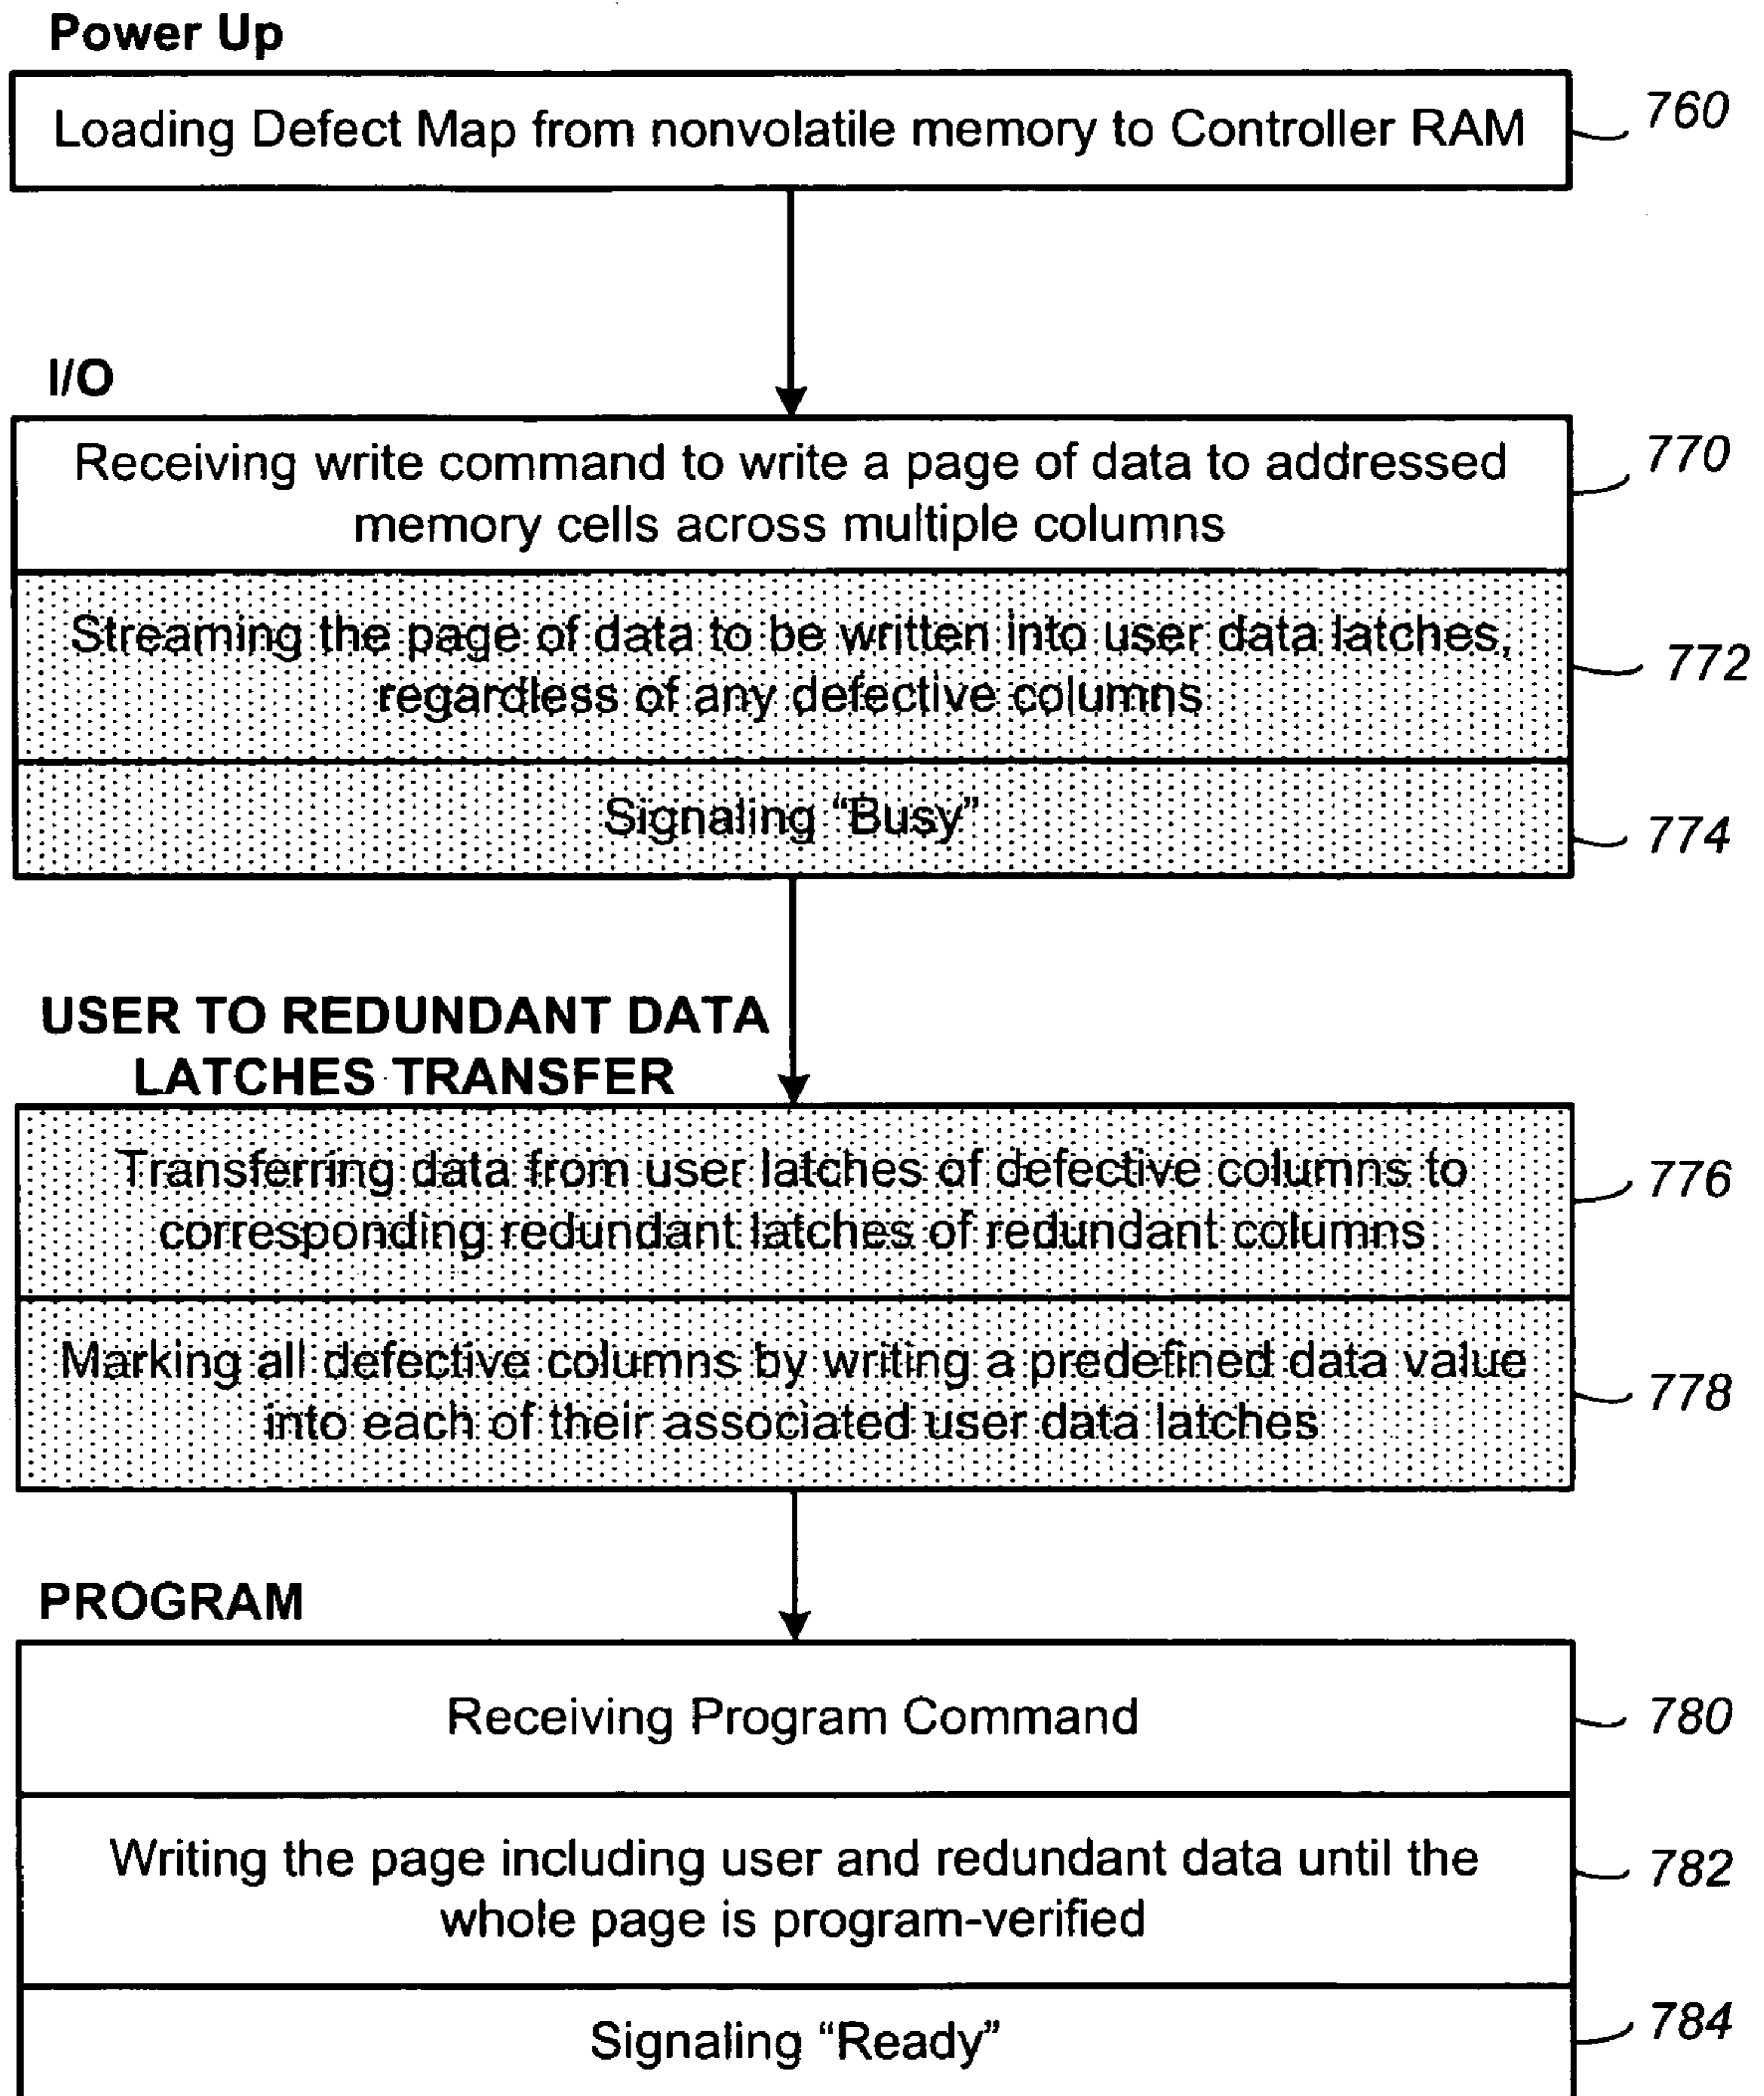 Power Up
Loading Defect Map from nonvolatile memory to Controller RAM
760
I/O
Receiving write command to write a page of data to addressed
memory cells across multiple columns
770
Streaming the page of data to be written into user data latches,
regardless of any defective columns
772
Signaling “Busy”
774
USER TO REDUNDANT DATA
LATCHES TRANSFER
Transferring data from user latches of defective columns to
corresponding redundant latches of redundant columns
776
Marking all defective columns by writing a predefined data value
into each of their associated user data latches
778
PROGRAM
Receiving Program Command
780
Writing the page including user and redundant data until the
whole page is program-verified
782
Signaling “Ready”
784